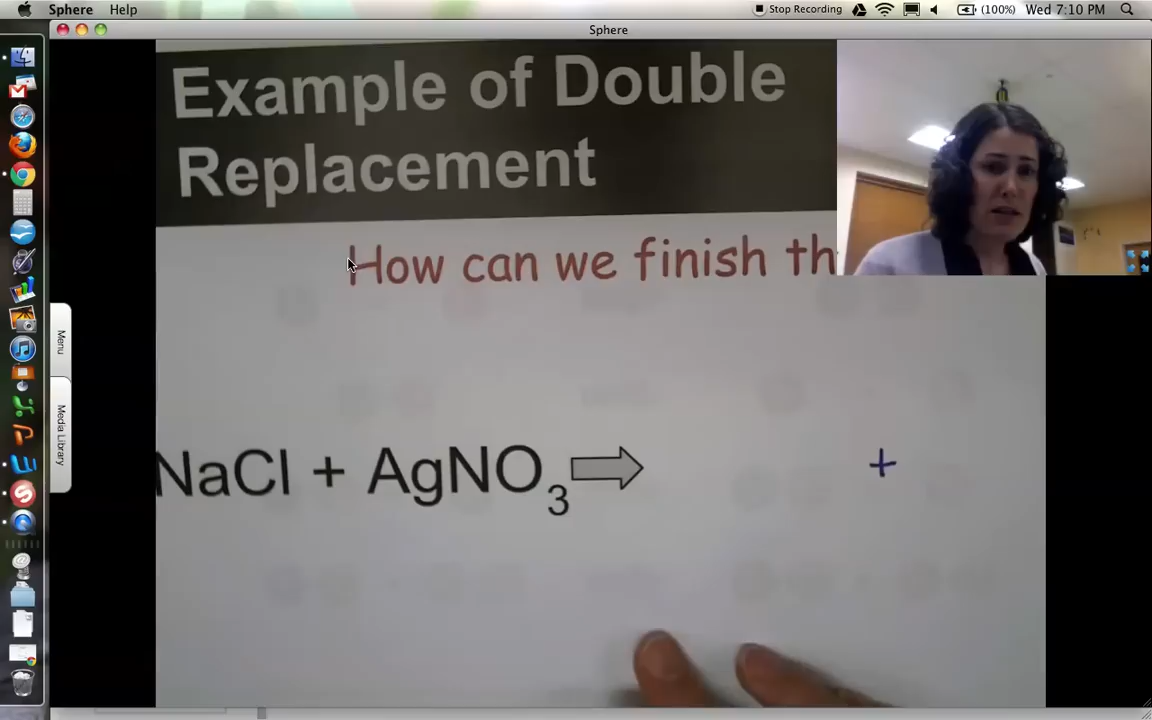 Sphere Help
Stop Recording (100%) Wed 7:10 PM
Sphere
Example of Double
Replacement
How can we finish th
Menu
Media Library
NaCl + AgNO₃ +